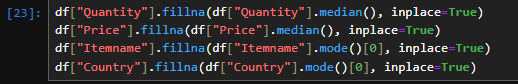 [23]: df["Quantity"].fillna(df["Quantity"].median(), inplace=True)
df["Price"].fillna(df["Price"].median(), inplace=True)
df["Itemname"].fillna(df["Itemname"].mode()[0], inplace=True)
df["Country"].fillna(df["Country"].mode()[0], inplace=True)